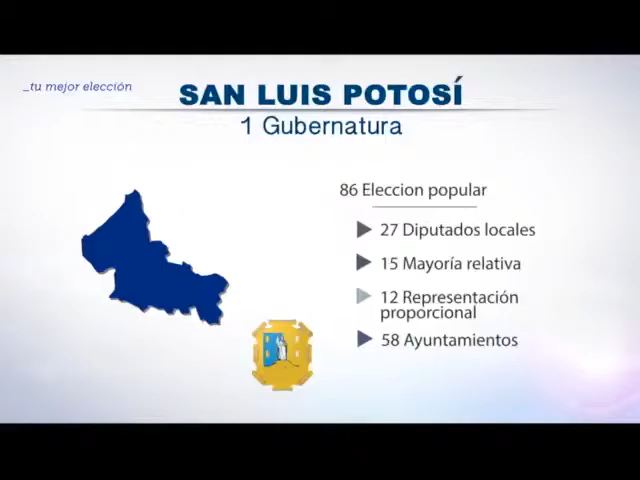 _tu mejor elección
SAN LUIS POTOSÍ
1 Gubernatura
86 Eleccion popular
27 Diputados locales
15 Mayoría relativa
12 Representación
proporcional
58 Ayuntamientos